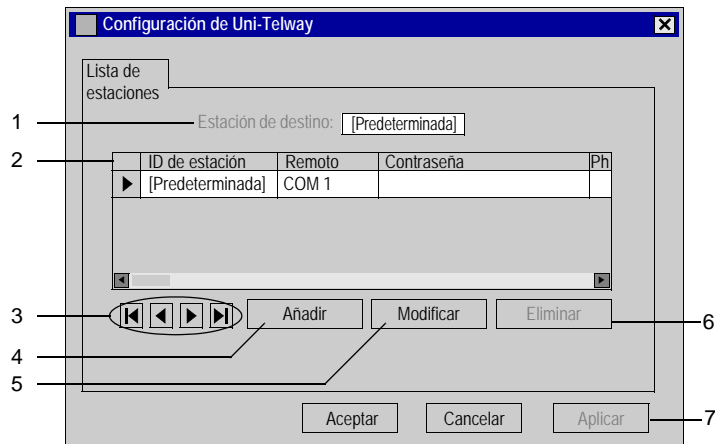 Configuración de Uni-Telway
Lista de
estaciones
1
Estación de destino: [Predeterminada]
2
ID de estación Remoto Contraseña Ph
[Predeterminada] COM 1
3
Añadir Modificar Eliminar
4
5
6
Aceptar Cancelar Aplicar
7